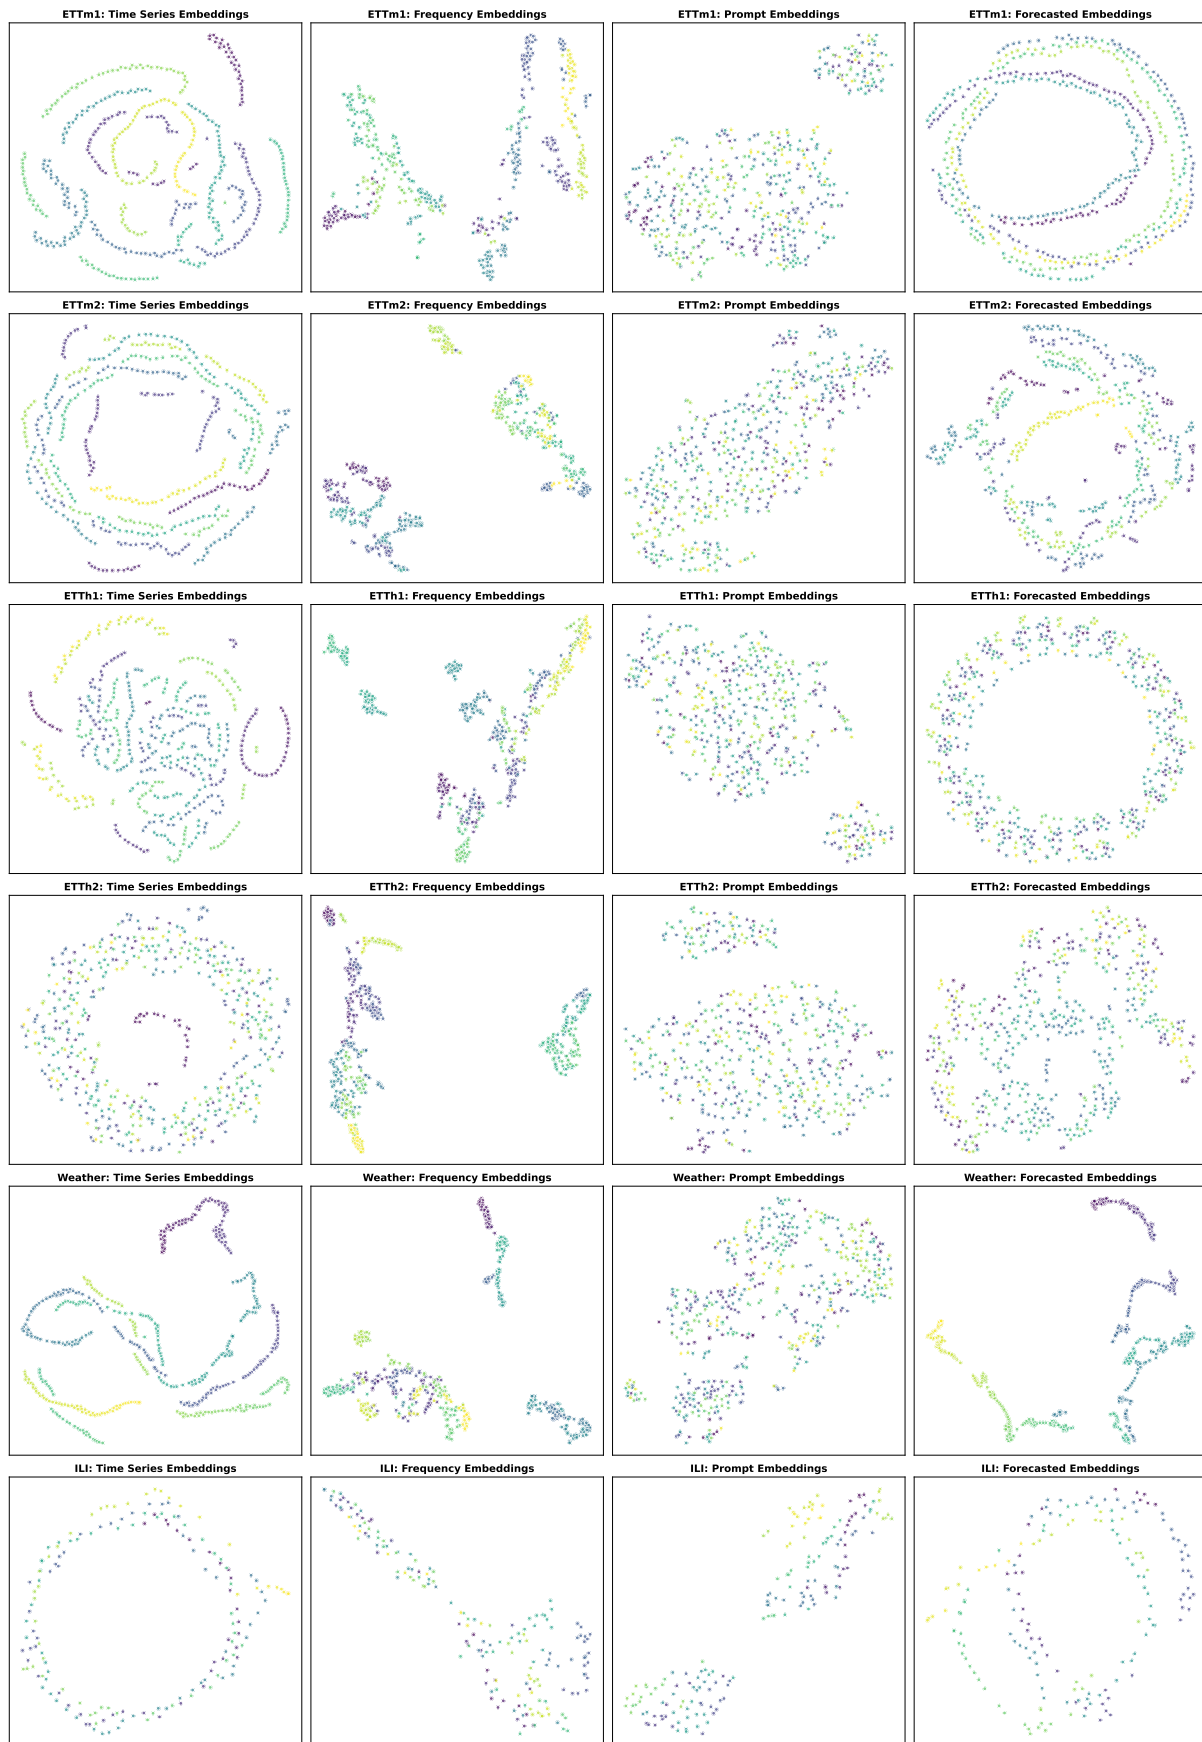 ETTm1: Time Series Embeddings
ETTm1: Frequency Embeddings
ETTm1: Prompt Embeddings
ETTm1: Forecasted Embeddings
ETTm2: Time Series Embeddings
ETTm2: Frequency Embeddings
ETTm2: Prompt Embeddings
ETTm2: Forecasted Embeddings
ETTh1: Time Series Embeddings
ETTh1: Frequency Embeddings
ETTh1: Prompt Embeddings
ETTh1: Forecasted Embeddings
ETTh2: Time Series Embeddings
ETTh2: Frequency Embeddings
ETTh2: Prompt Embeddings
ETTh2: Forecasted Embeddings
Weather: Time Series Embeddings
Weather: Frequency Embeddings
Weather: Prompt Embeddings
Weather: Forecasted Embeddings
ILI: Time Series Embeddings
ILI: Frequency Embeddings
ILI: Prompt Embeddings
ILI: Forecasted Embeddings